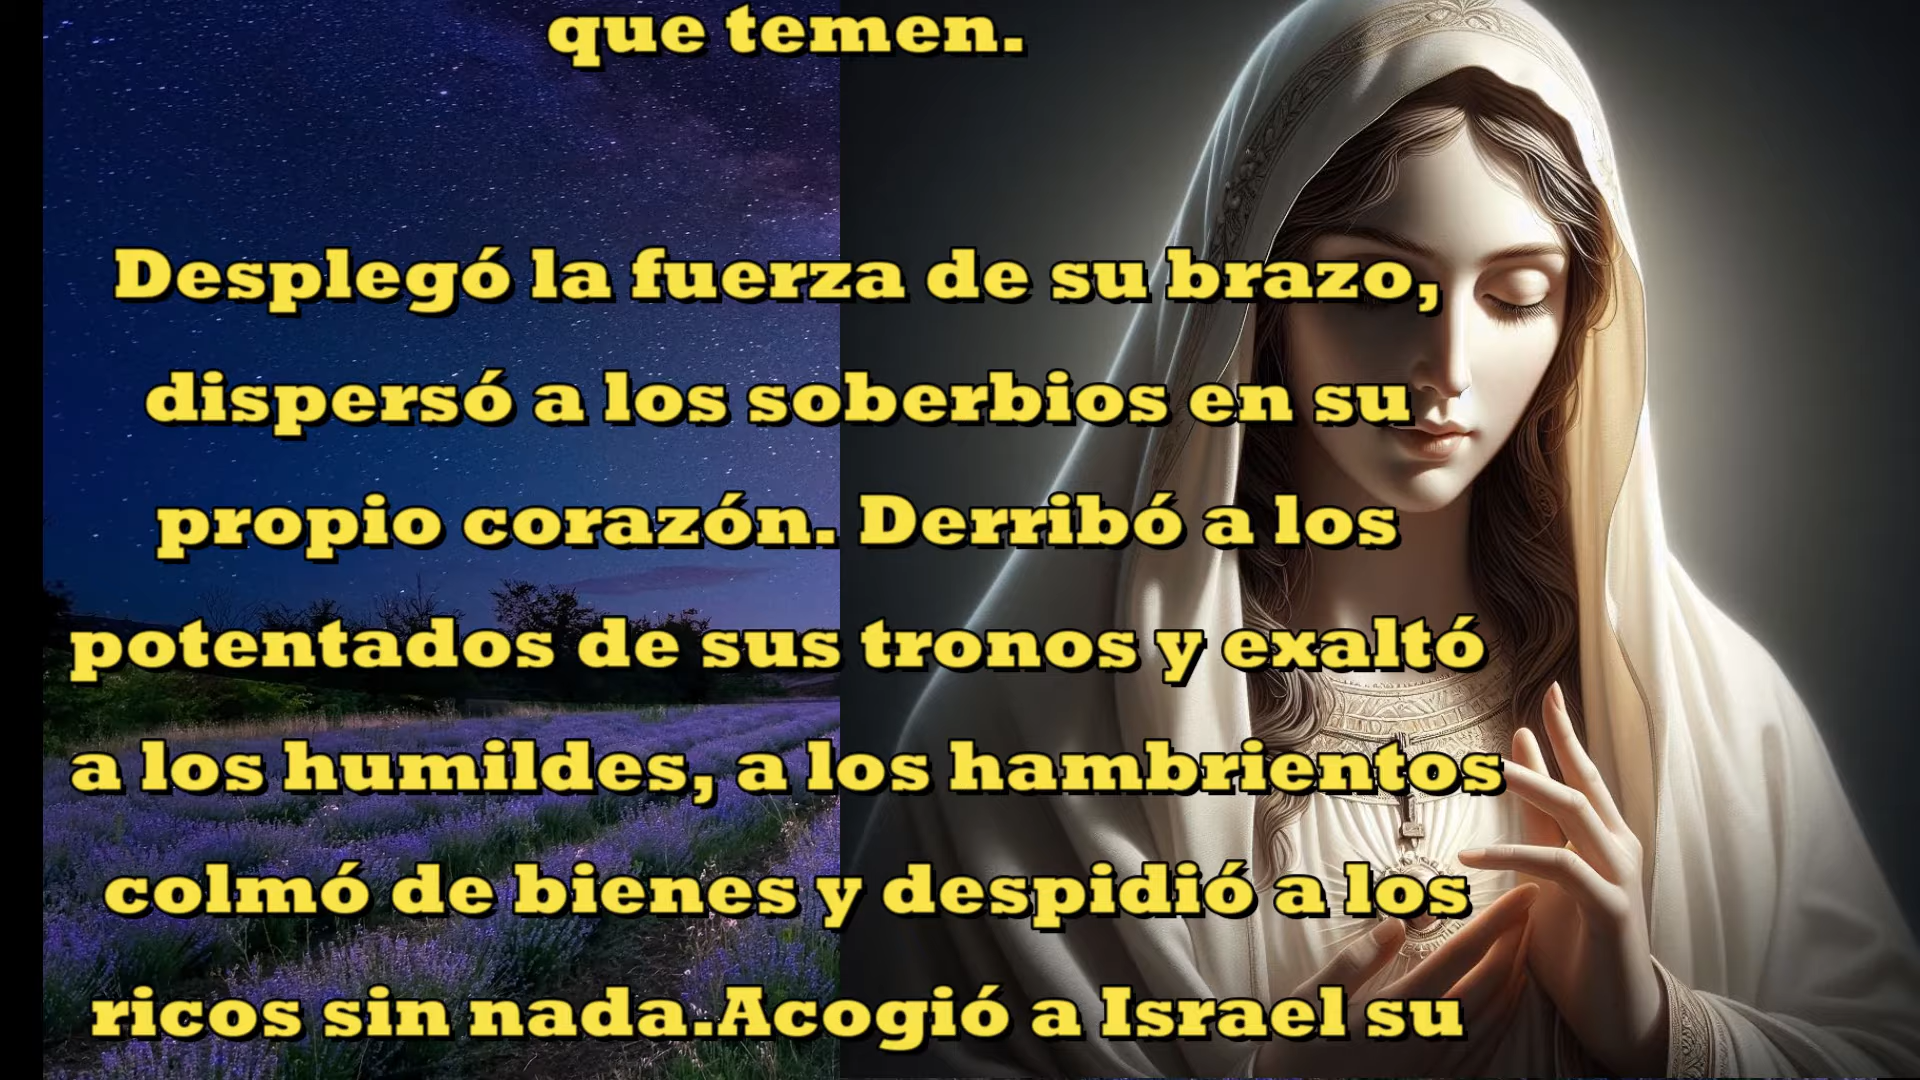 que temen.
Desplegó la fuerza de su brazo,
dispersó a los soberbios en su
propio corazón. Derribó a los
potentados de sus tronos y exaltó
a los humildes, a los hambrientos
colmó de bienes y despidió a los
ricos sin nada.Acogió a Israel su